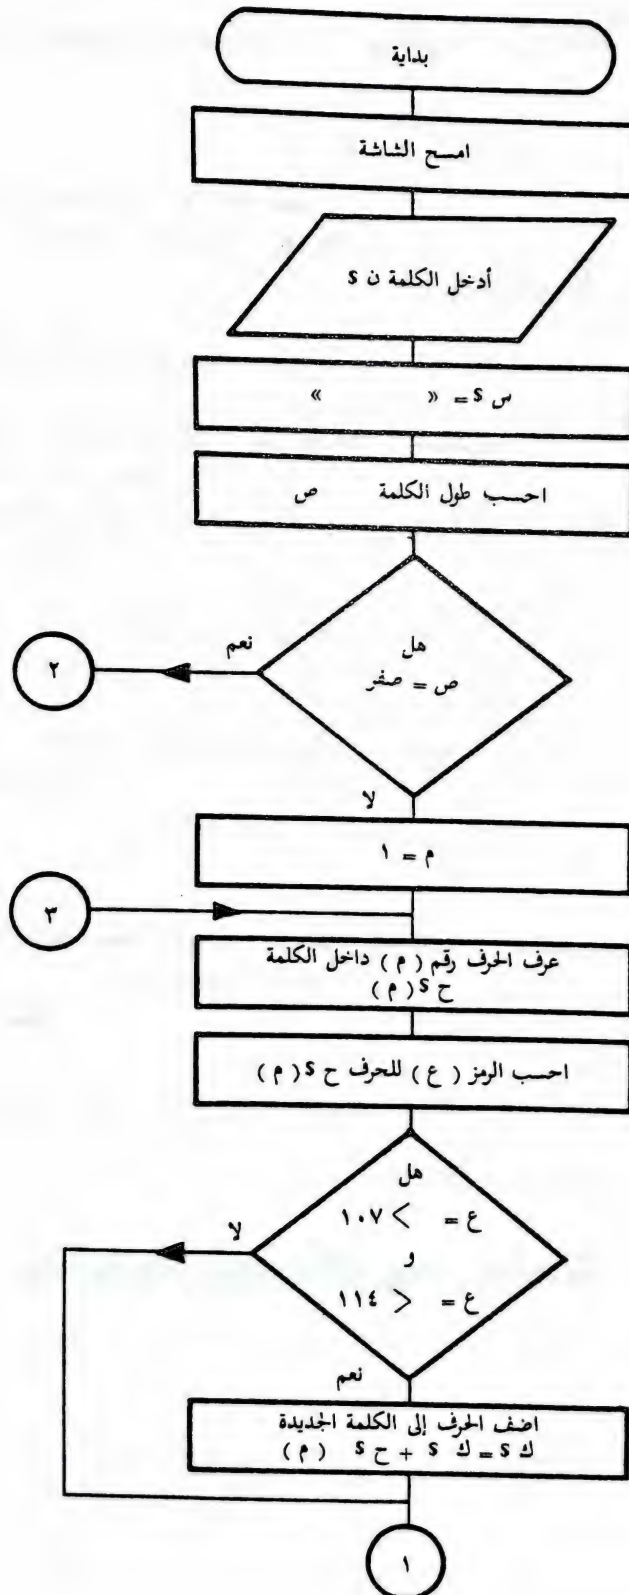 بداية
امسح الشاشة
أدخل الكلمة ن s
س s = « »
احسب طول الكلمة ص
هل
ص = صفر
نعم
٢
لا
م = ١
٣
عرف الحرف رقم ( م ) داخل الكلمة
ح s ( م )
احسب الرمز ( ع ) للحرف ح s ( م )
هل
ع = > ١٠٧
و
ع = < ١١٤
لا
نعم
اضف الحرف إلى الكلمة الجديدة
ك s = ك s + ح s ( م )
١